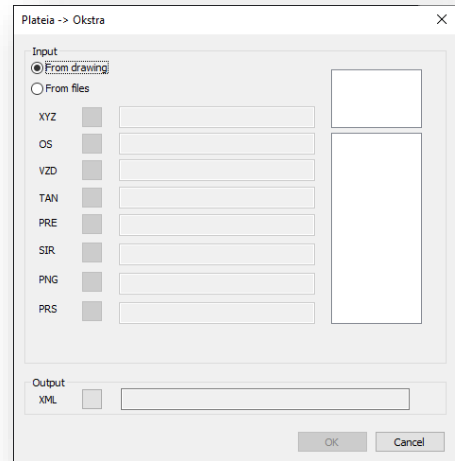 Plateia -> Okstra
Input
From drawing
From files
XYZ
OS
VZD
TAN
PRE
SIR
PNG
PRS
Output
XML
OK
Cancel